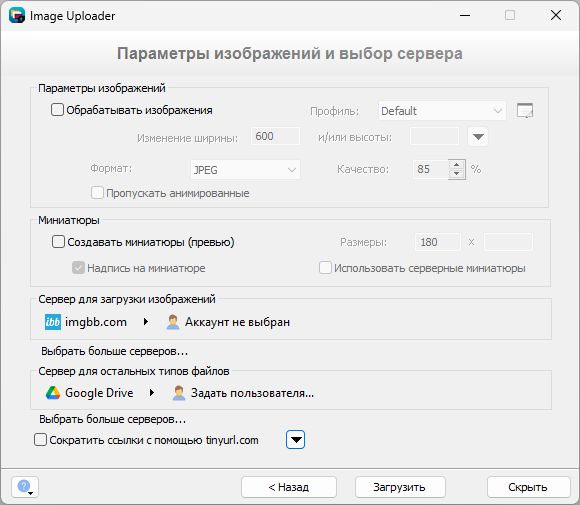 Image Uploader
Параметры изображений и выбор сервера
Параметры изображений
Обрабатывать изображения Профиль: Default
Изменение ширины: 600 и/или высоты:
Формат: JPEG Качество: 85 %
Пропускать анимированные
Миниатюры
Создавать миниатюры (превью) Размеры: 180 x
Надпись на миниатюре Использовать серверные миниатюры
Сервер для загрузки изображений
ibb imgbb.com Аккаунт не выбран
Выбрать больше серверов...
Сервер для остальных типов файлов
Google Drive Задать пользователя...
Выбрать больше серверов...
Сократить ссылки с помощью tinyurl.com
? < Назад Загрузить Скрыть